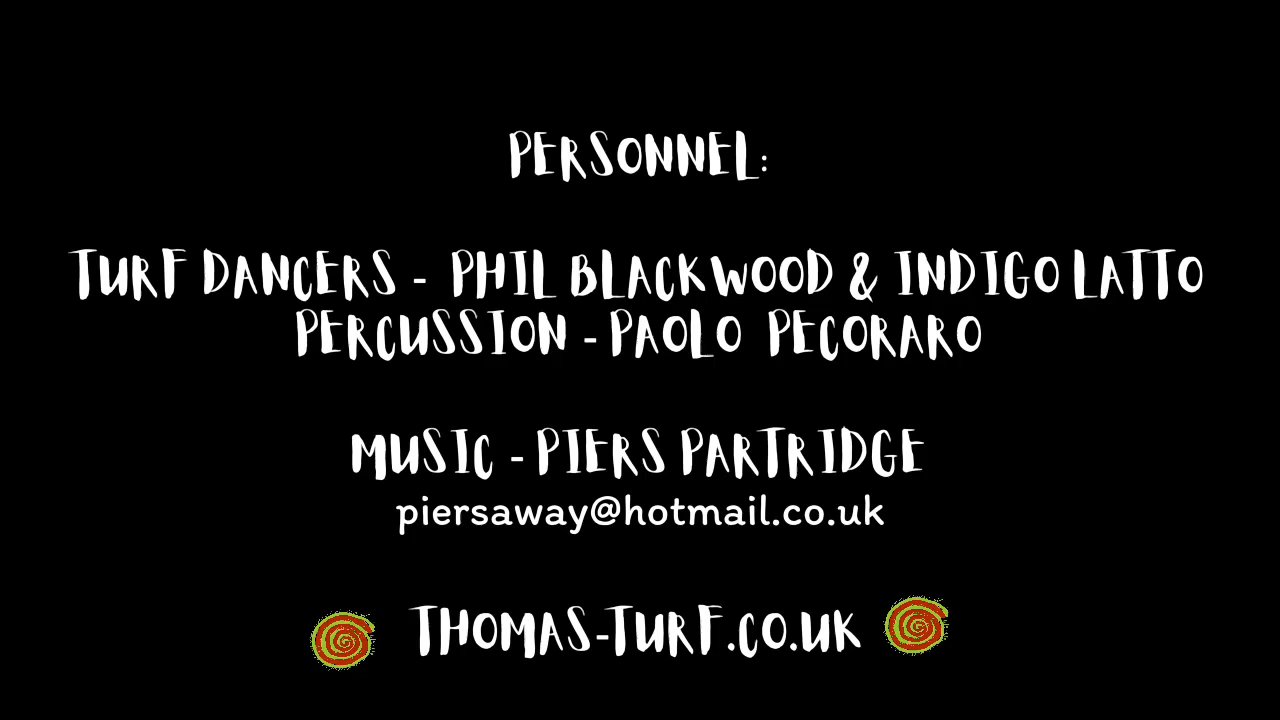 PERSONNEL:
TURF DANCERS - PHIL BLACKWOOD & INDIGO LATTO
PERCUSSION - PAOLO PECORARO
MUSIC - PIERS PARTRIDGE
piersaway@hotmail.co.uk
THOMAS-TURF.CO.UK